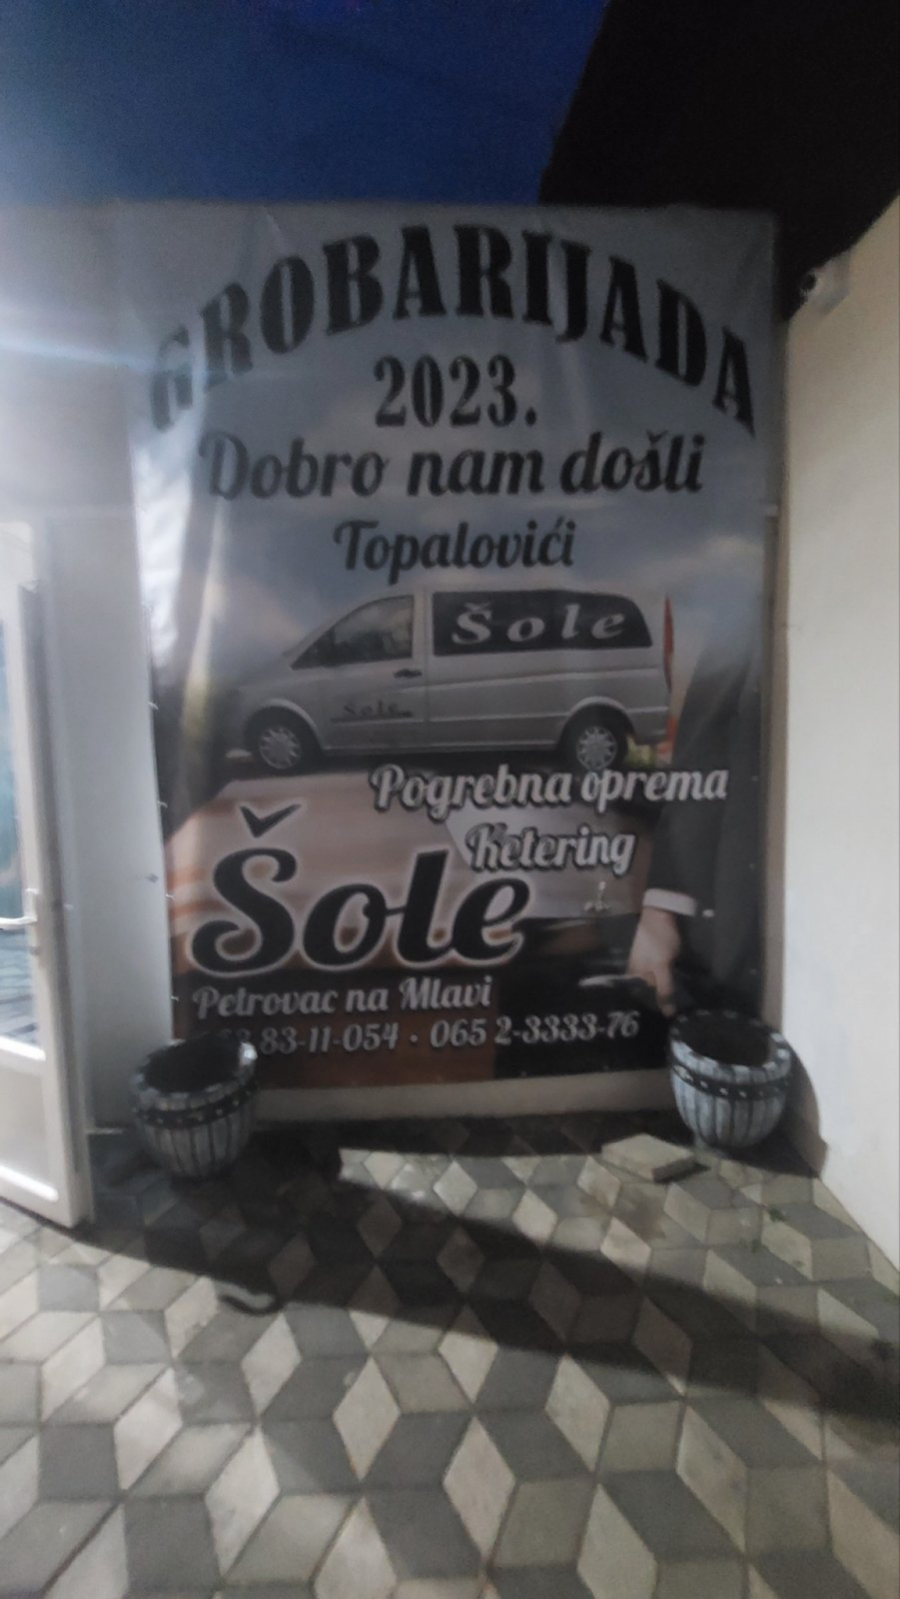 GROBARIJADA
2023.
Dobro nam došli
Topalovići
Šole
Šole
Pogrebna oprema
Ketering
Šole
Petrovac na Mlavi
83-11-054 · 065 2-3333-76